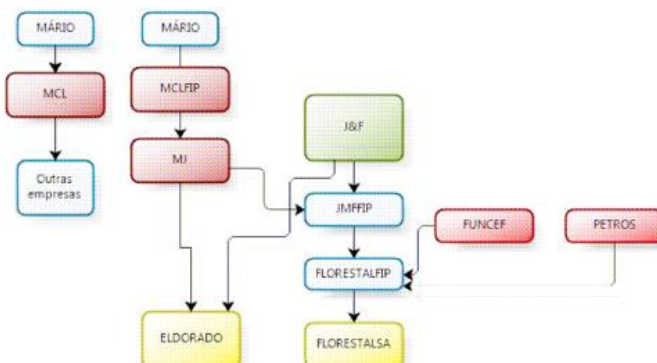 MÁRIO
MÁRIO
MCL
MCLFIP
J&F
MJ
Outras
empresas
JMFFIP
FUNCEF
PETROS
FLORESTALFIP
ELDORADO
FLORESTALSA